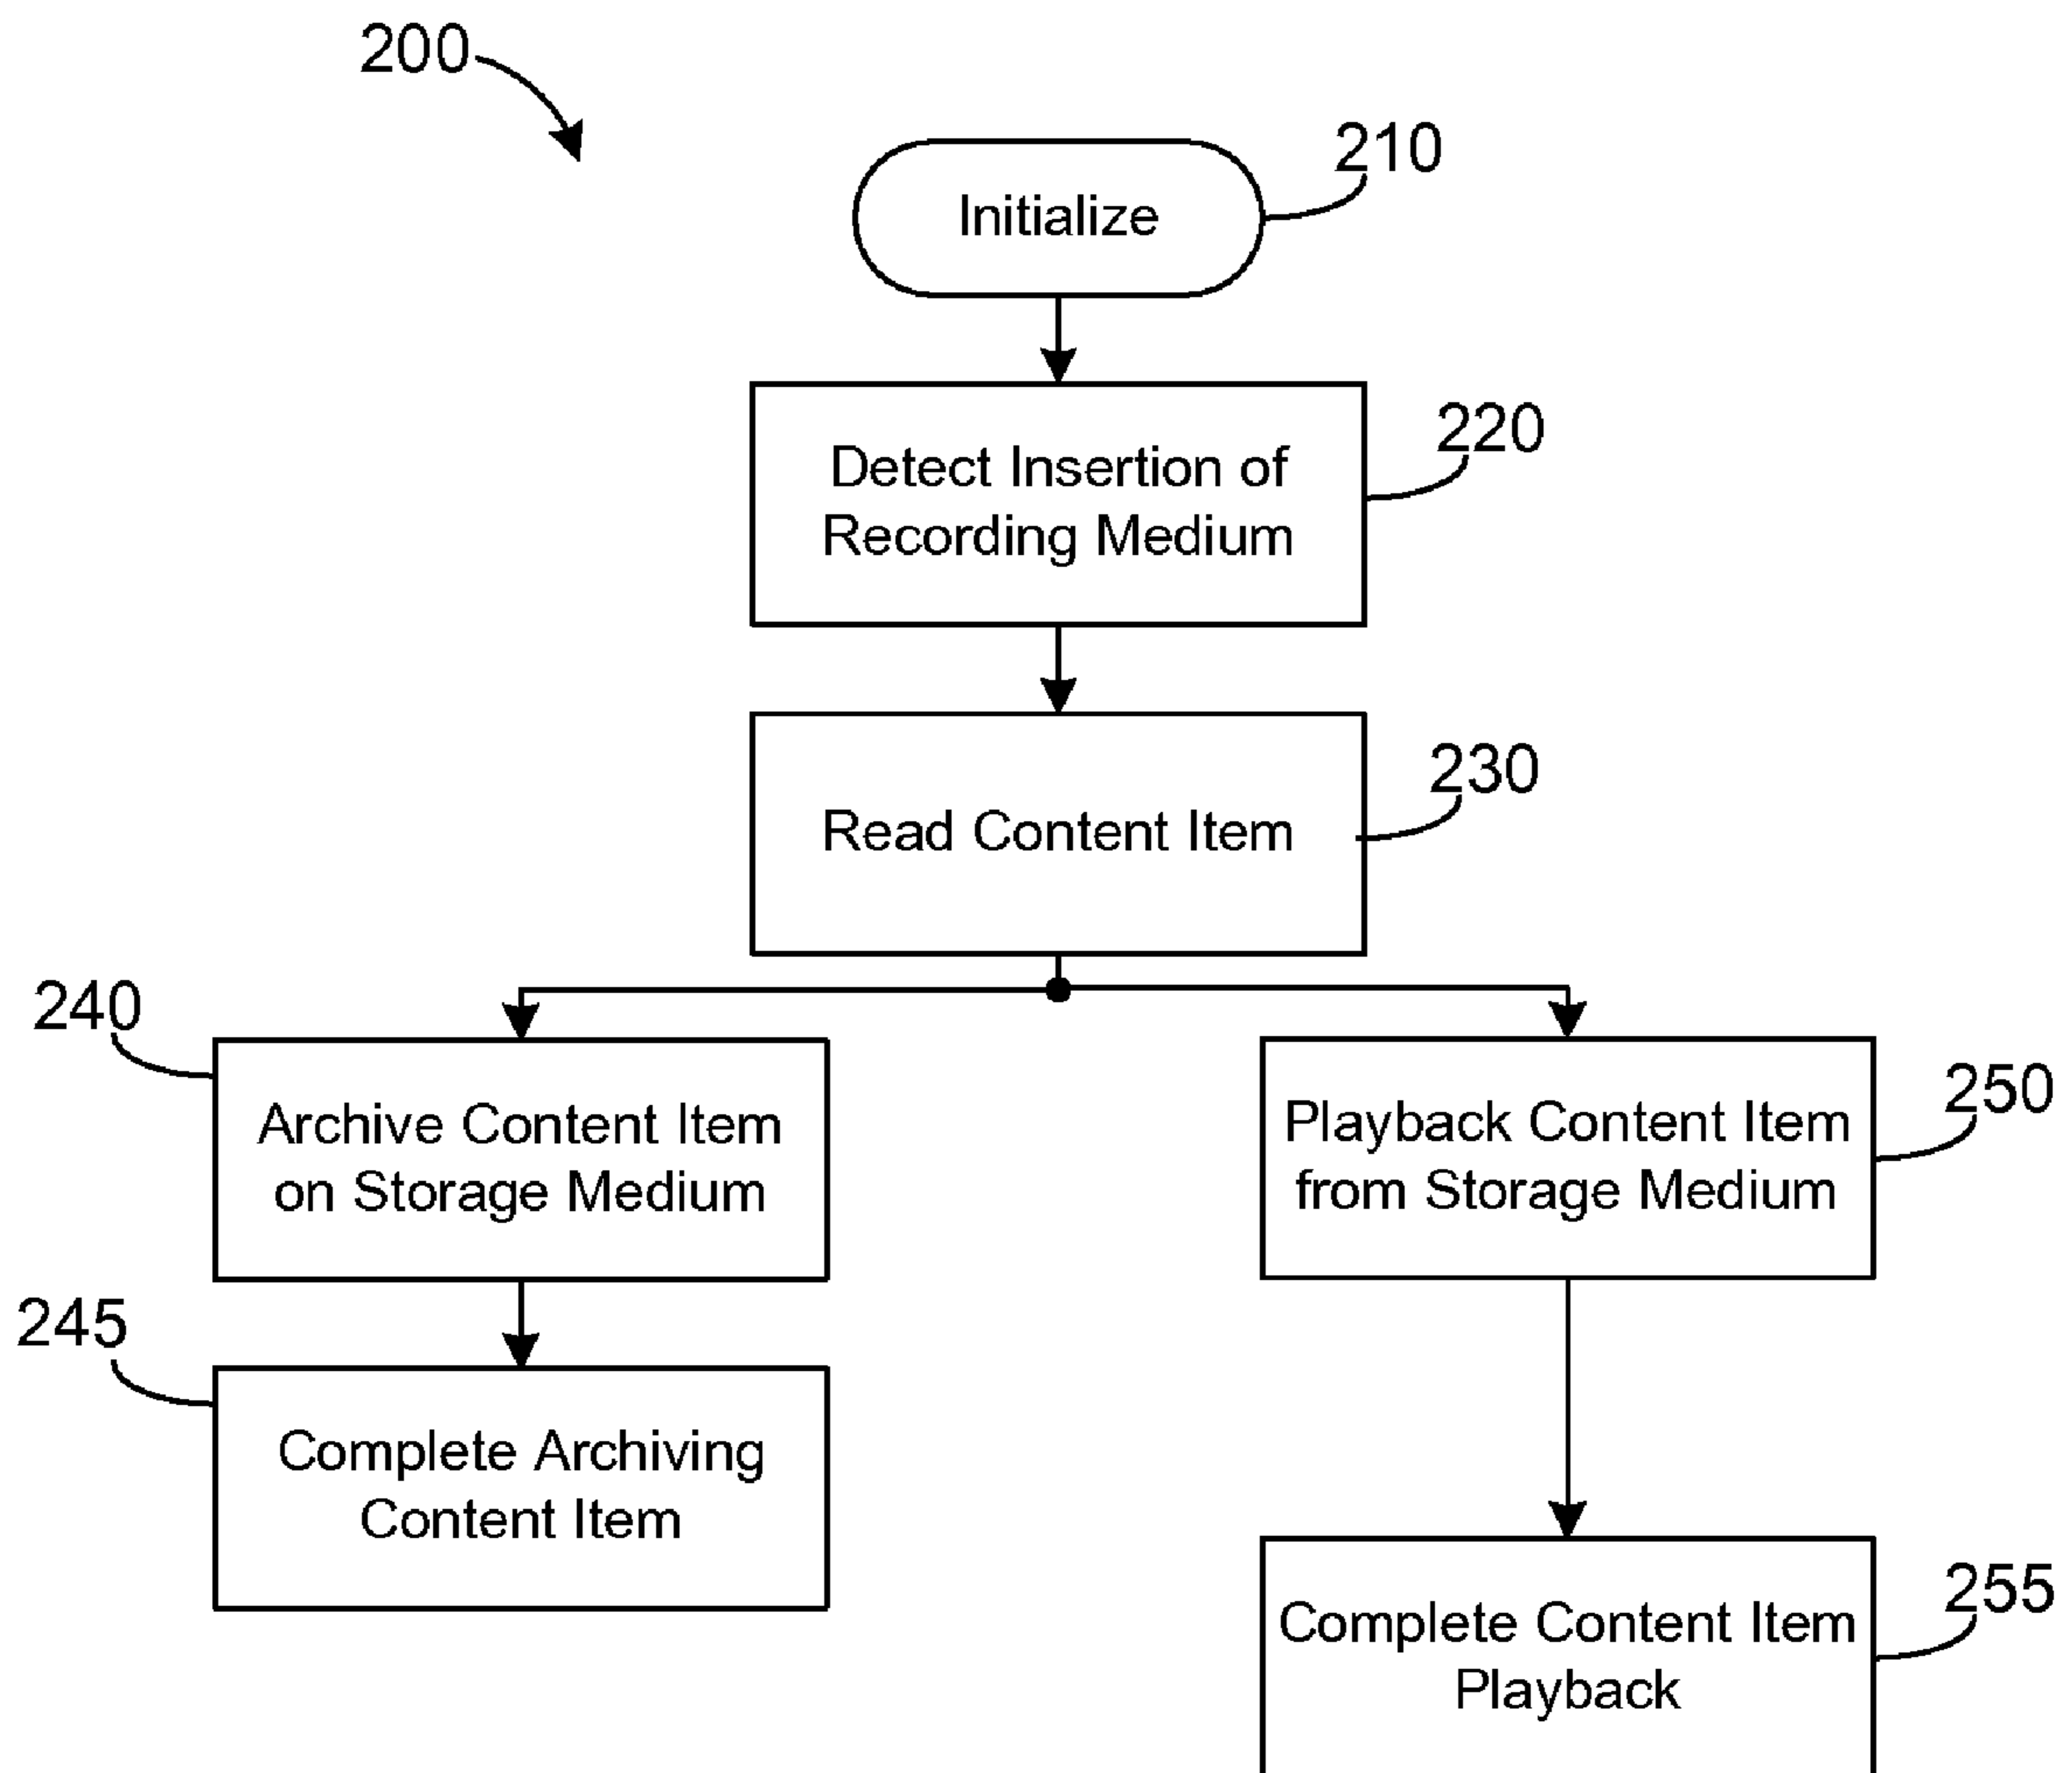 200
210
Initialize
220
Detect Insertion of
Recording Medium
230
Read Content Item
240
Archive Content Item
on Storage Medium
250
Playback Content Item
from Storage Medium
245
Complete Archiving
Content Item
255
Complete Content Item
Playback